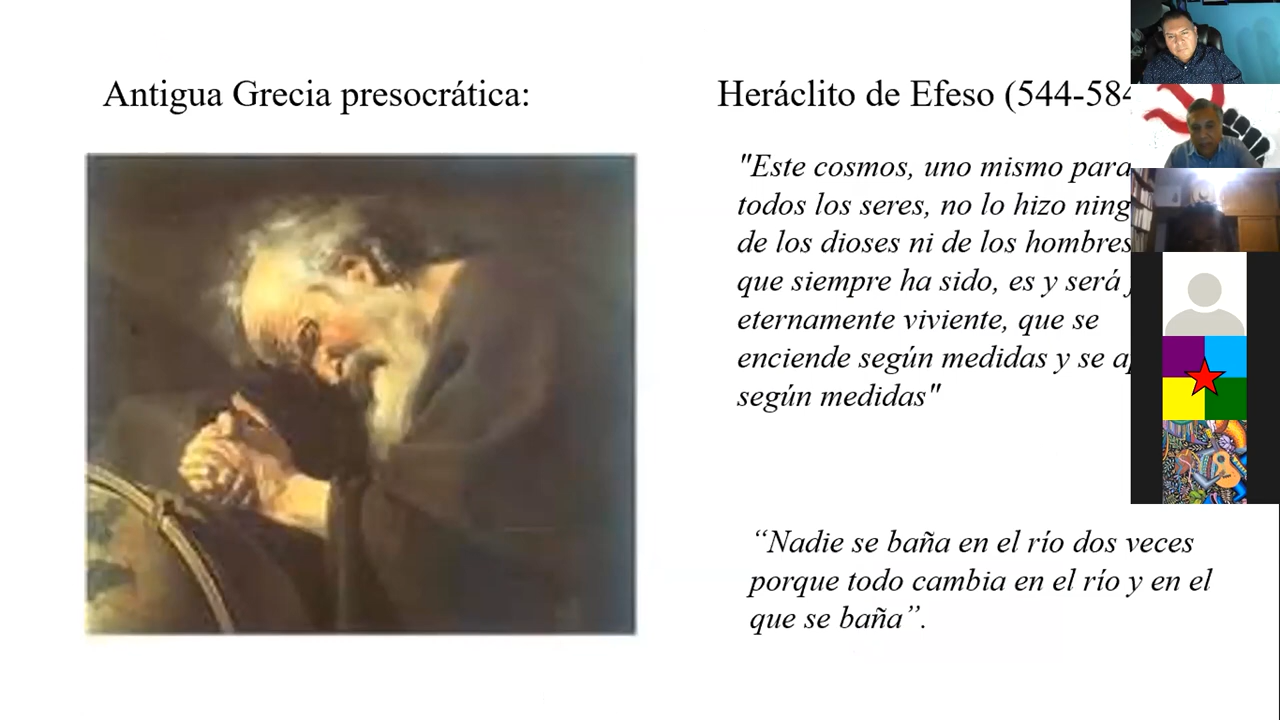 Antigua Grecia presocrática:
Heráclito de Efeso (544-584
"Este cosmos, uno mismo para
todos los seres, no lo hizo
de los dioses ni de los hombres
que siempre ha sido, es y será
eternamente viviente, que se
enciende según medidas y se
según medidas"
“Nadie se baña en el río dos veces
porque todo cambia en el río y en el
que se baña”.